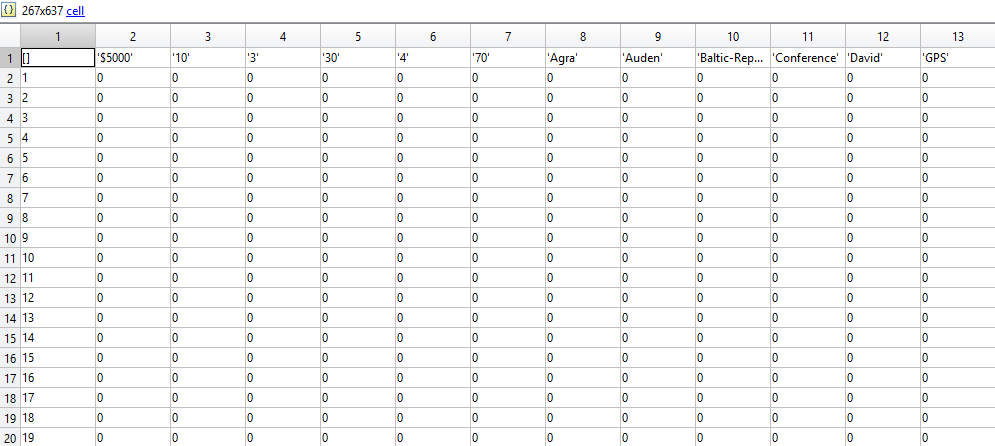 {} 267x637 cell
1 2 3 4 5 6 7 8 9 10 11 12 13
1 [] '$5000' '10' '3' '30' '4' '70' 'Agra' 'Auden' 'Baltic-Rep... 'Conference' 'David' 'GPS'
2 1 0 0 0 0 0 0 0 0 0 0 0 0
3 2 0 0 0 0 0 0 0 0 0 0 0 0
4 3 0 0 0 0 0 0 0 0 0 0 0 0
5 4 0 0 0 0 0 0 0 0 0 0 0 0
6 5 0 0 0 0 0 0 0 0 0 0 0 0
7 6 0 0 0 0 0 0 0 0 0 0 0 0
8 7 0 0 0 0 0 0 0 0 0 0 0 0
9 8 0 0 0 0 0 0 0 0 0 0 0 0
10 9 0 0 0 0 0 0 0 0 0 0 0 0
11 10 0 0 0 0 0 0 0 0 0 0 0 0
12 11 0 0 0 0 0 0 0 0 0 0 0 0
13 12 0 0 0 0 0 0 0 0 0 0 0 0
14 13 0 0 0 0 0 0 0 0 0 0 0 0
15 14 0 0 0 0 0 0 0 0 0 0 0 0
16 15 0 0 0 0 0 0 0 0 0 0 0 0
17 16 0 0 0 0 0 0 0 0 0 0 0 0
18 17 0 0 0 0 0 0 0 0 0 0 0 0
19 18 0 0 0 0 0 0 0 0 0 0 0 0
20 19 0 0 0 0 0 0 0 0 0 0 0 0